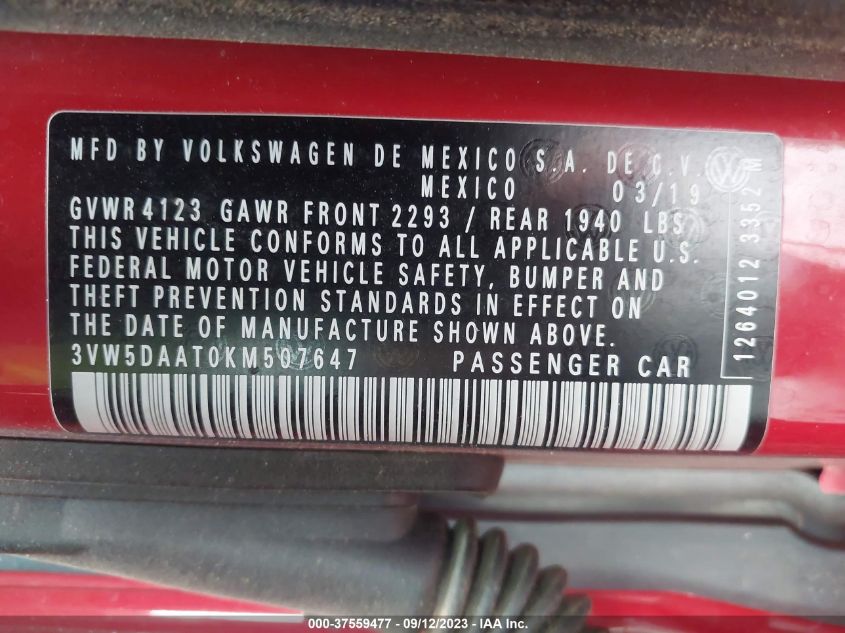 MFD BY VOLKSWAGEN DE MEXICO S.A. DE C.V.
MEXICO 03/19
GVWR 4123 GAWR FRONT 2293 / REAR 1940 LBS
THIS VEHICLE CONFORMS TO ALL APPLICABLE U.S.
FEDERAL MOTOR VEHICLE SAFETY, BUMPER AND
THEFT PREVENTION STANDARDS IN EFFECT ON
THE DATE OF MANUFACTURE SHOWN ABOVE.
3VW5DAAT0KM507647 PASSENGER CAR
1264012 3352 M
000-37559477 - 09/12/2023 - IAA Inc.